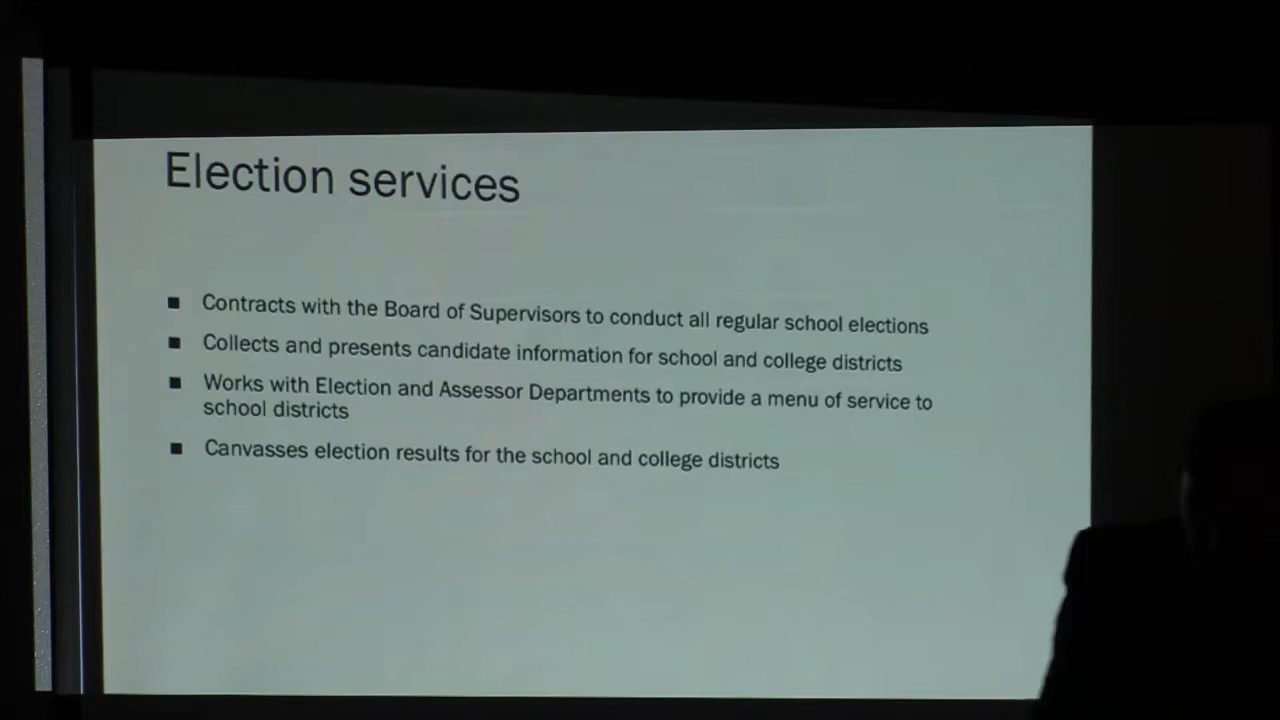 Election services
■ Contracts with the Board of Supervisors to conduct all regular school elections
■ Collects and presents candidate information for school and college districts
■ Works with Election and Assessor Departments to provide a menu of service to
school districts
■ Canvasses election results for the school and college districts